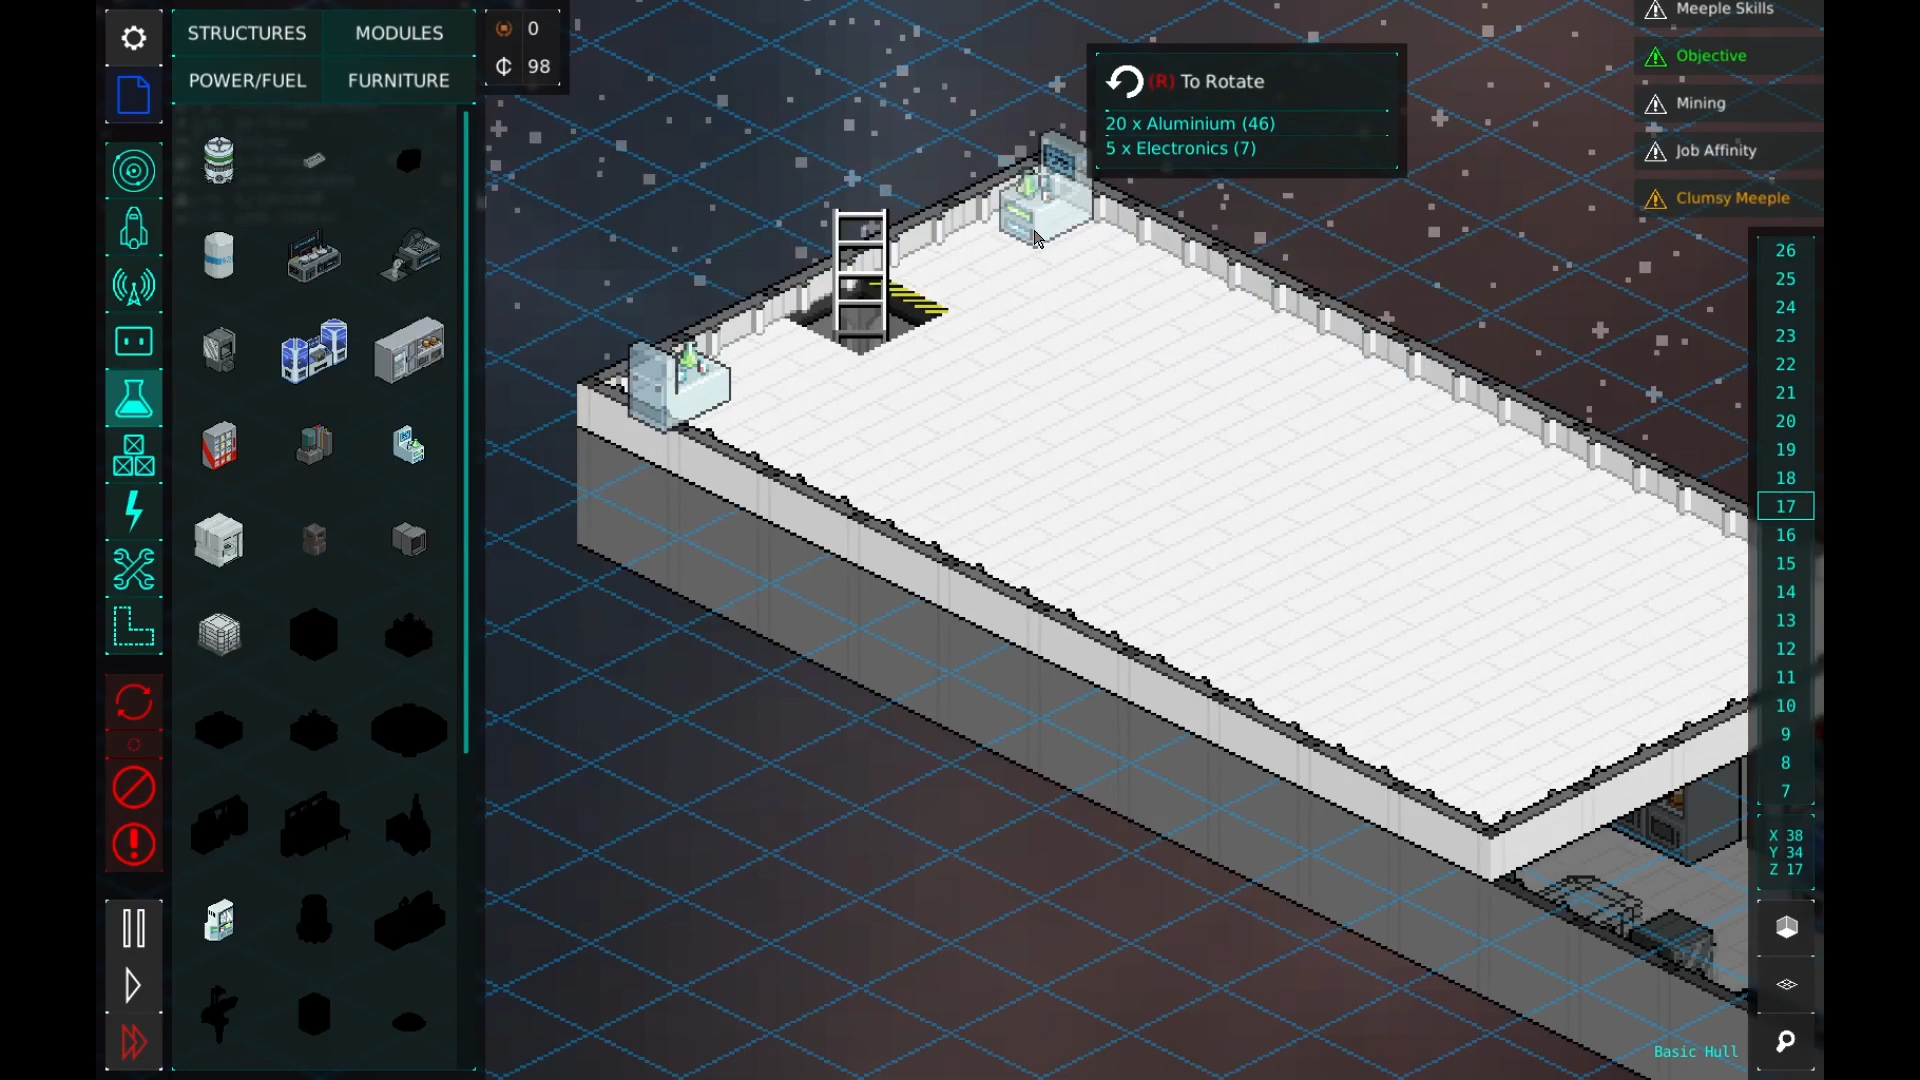 STRUCTURES
MODULES
POWER/FUEL
FURNITURE
0
98
(R) To Rotate
20 x Aluminium (46)
5 x Electronics (7)
Meeple Skills
Objective
Mining
Job Affinity
Clumsy Meeple
26
25
24
23
22
21
20
19
18
17
16
15
14
13
12
11
10
9
8
7
X 38
Y 34
Z 17
Basic Hull